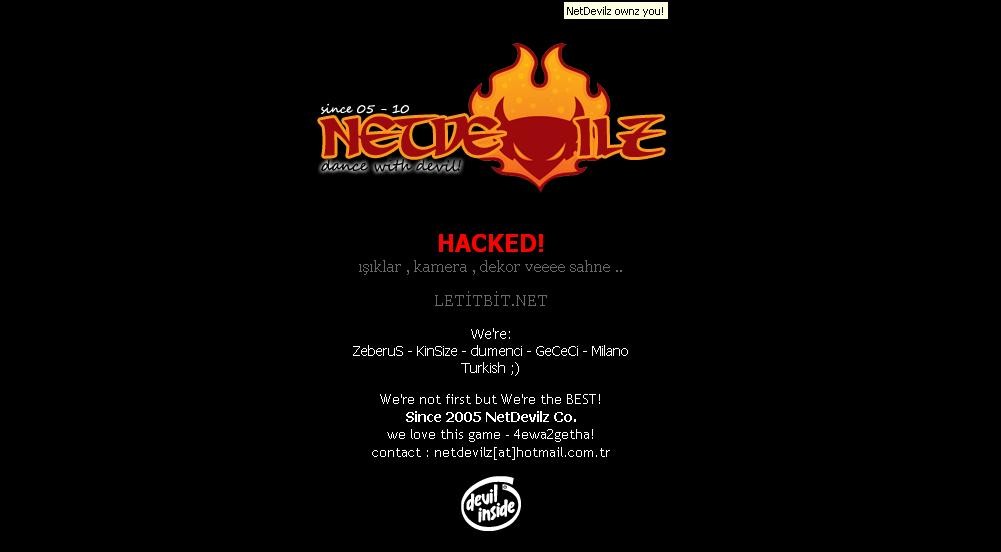 NetDevilz ownz you!
since 05 - 10
NETDEVILZ
dance with devil!
HACKED!
ışıklar , kamera , dekor veeee sahne ..
LETİTBİT.NET
We're:
ZeberuS - KinSize - dumenci - GeCeCi - Milano
Turkish ;)
We're not first but We're the BEST!
Since 2005 NetDevilz Co.
we love this game - 4ewa2getha!
contact : netdevilz[at]hotmail.com.tr
devil
inside